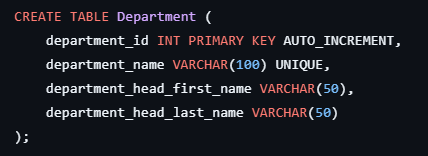 CREATE TABLE Department (
    department_id INT PRIMARY KEY AUTO_INCREMENT,
    department_name VARCHAR(100) UNIQUE,
    department_head_first_name VARCHAR(50),
    department_head_last_name VARCHAR(50)
);